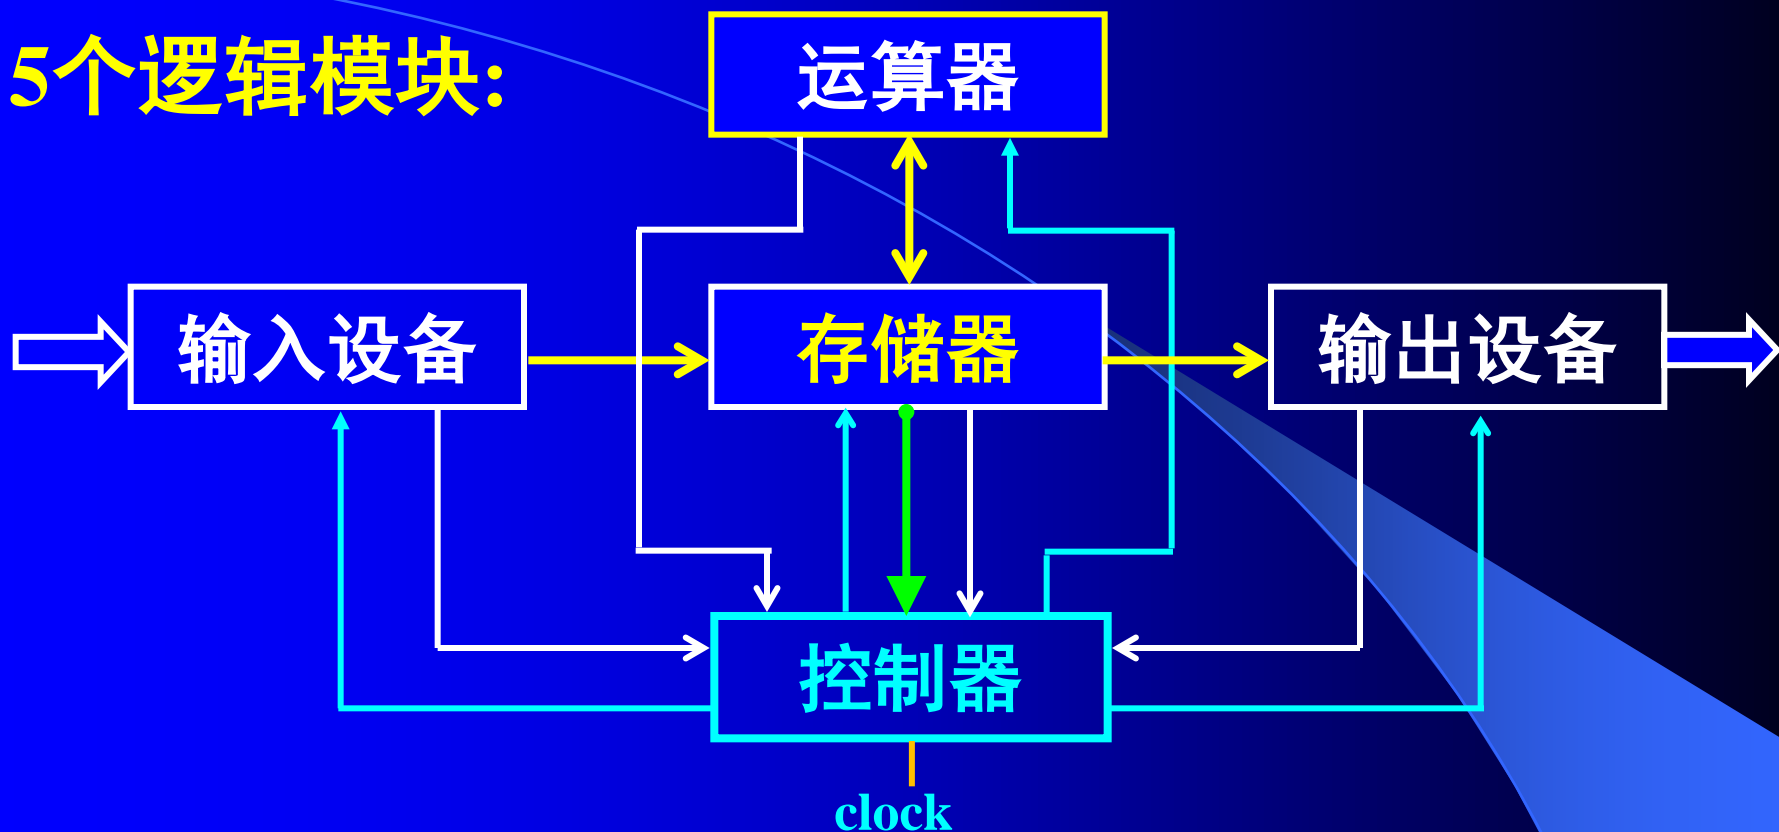 5个逻辑模块:
运算器
输入设备
存储器
输出设备
控制器
clock